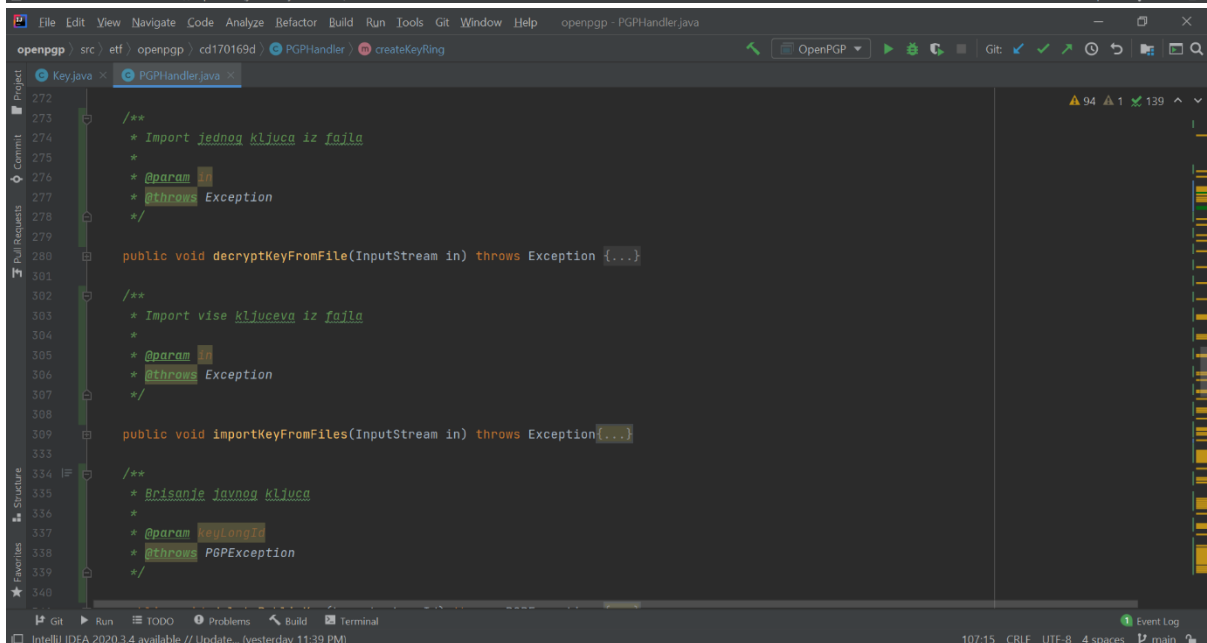 File Edit View Navigate Code Analyze Refactor Build Run Tools Git Window Help openpgp - PGPHandler.java
openpgp src etf openpgp cd170169d PGPHandler createKeyRing OpenPGP Git:
Key.java PGPHandler.java
Project
Commit
Pull Requests
Structure
Favorites
94 1 139
272
273 /**
274 * Import jednog kljuca iz fajla
275 *
276 * @param in
277 * @throws Exception
278 */
279
280 public void decryptKeyFromFile(InputStream in) throws Exception {...}
301
302 /**
303 * Import vise kljuceva iz fajla
304 *
305 * @param in
306 * @throws Exception
307 */
308
309 public void importKeyFromFiles(InputStream in) throws Exception{...}
333
334 /**
335 * Brisanje javnog kljuca
336 *
337 * @param keyLongId
338 * @throws PGPException
339 */
340
Git Run TODO Problems Build Terminal 1 Event Log
IntelliJ IDEA 2020.3.4 available // Update... (yesterday 11:39 PM) 107:15 CRLF UTF-8 4 spaces main